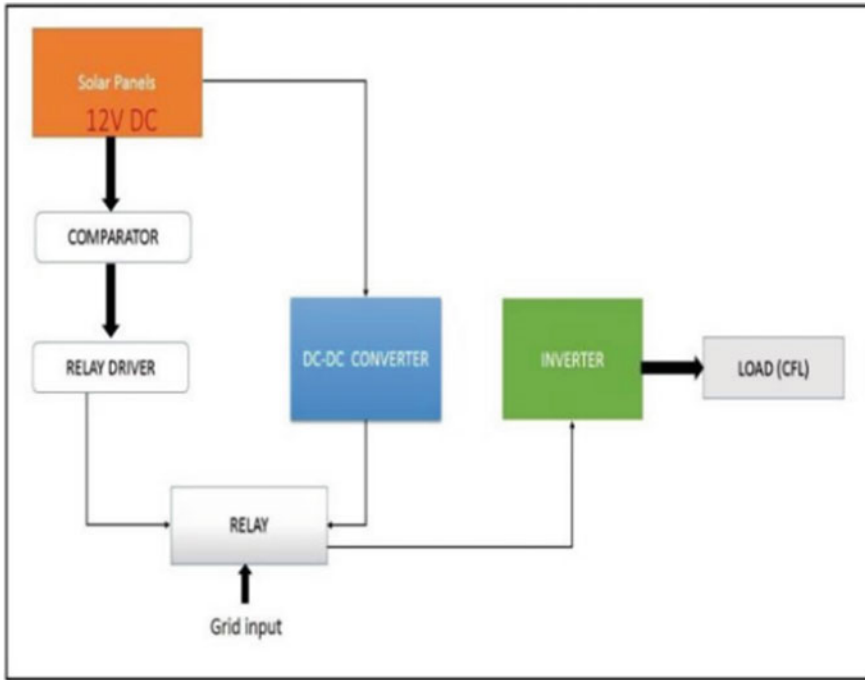 Solar Panels
12V DC
COMPARATOR
RELAY DRIVER
DC-DC CONVERTER
INVERTER
LOAD (CFL)
RELAY
Grid input